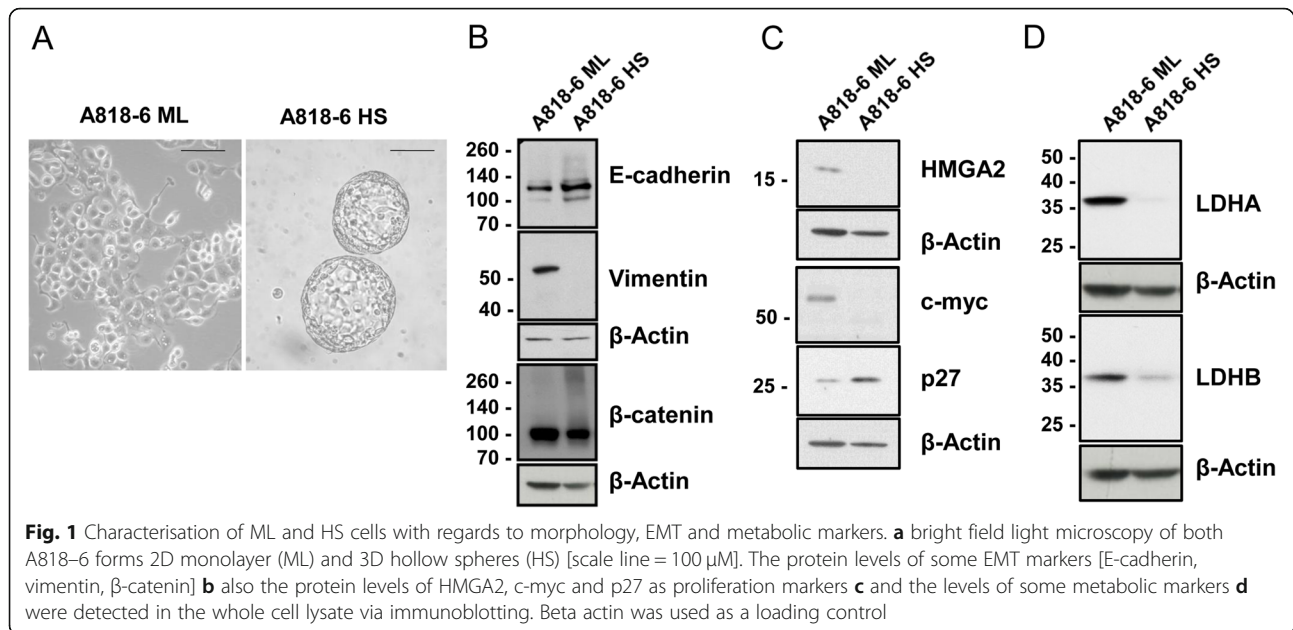 A
A818-6 ML
A818-6 HS
B
A818-6 ML
A818-6 HS
260 -
140 -
100 -
70 -
E-cadherin
50 -
40 -
Vimentin
β-Actin
260 -
140 -
100 -
70 -
β-catenin
β-Actin
C
A818-6 ML
A818-6 HS
15 -
HMGA2
β-Actin
50 -
c-myc
25 -
p27
β-Actin
D
A818-6 ML
A818-6 HS
50 -
40 -
35 -
25 -
LDHA
β-Actin
50 -
40 -
35 -
25 -
LDHB
β-Actin
Fig. 1 Characterisation of ML and HS cells with regards to morphology, EMT and metabolic markers. a bright field light microscopy of both
A818–6 forms 2D monolayer (ML) and 3D hollow spheres (HS) [scale line = 100 μM]. The protein levels of some EMT markers [E-cadherin,
vimentin, β-catenin] b also the protein levels of HMGA2, c-myc and p27 as proliferation markers c and the levels of some metabolic markers d
were detected in the whole cell lysate via immunoblotting. Beta actin was used as a loading control